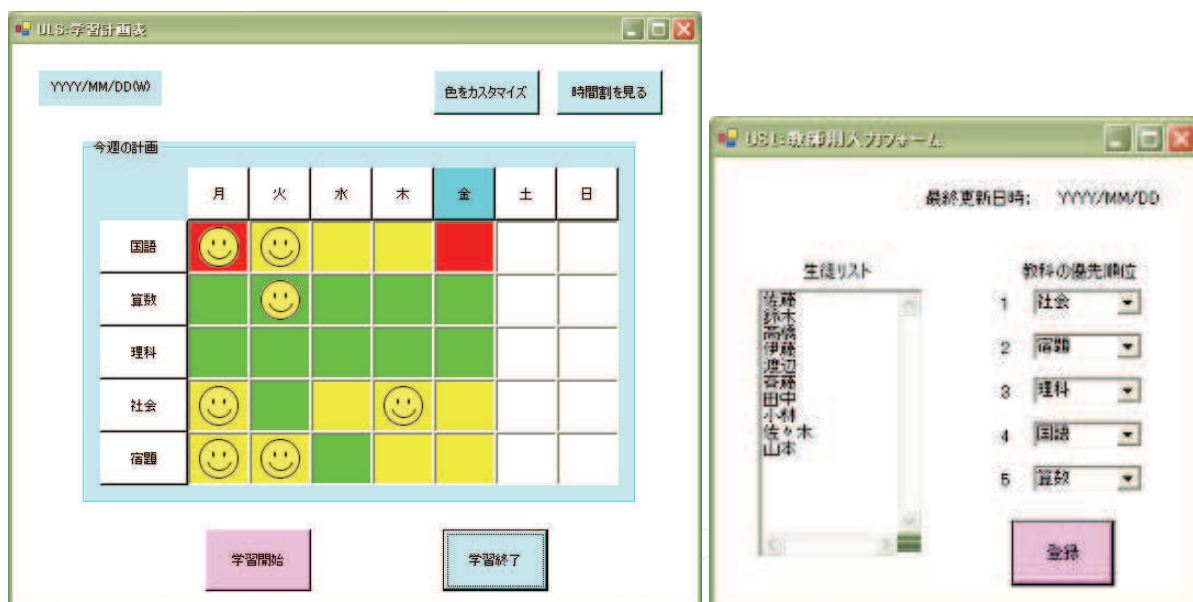 ULS:学習計画表
YYYY/MM/DD(W)
色をカスタマイズ
時間割を見る
今週の計画
月 火 水 木 金 土 日
国語
算数
理科
社会
宿題
学習開始
学習終了
USL:教師用入力フォーム
最終更新日時: YYYY/MM/DD
生徒リスト
佐藤
鈴木
高橋
伊藤
渡辺
斎藤
田中
小林
佐々木
山本
教科の優先順位
1 社会
2 宿題
3 理科
4 国語
5 算数
登録